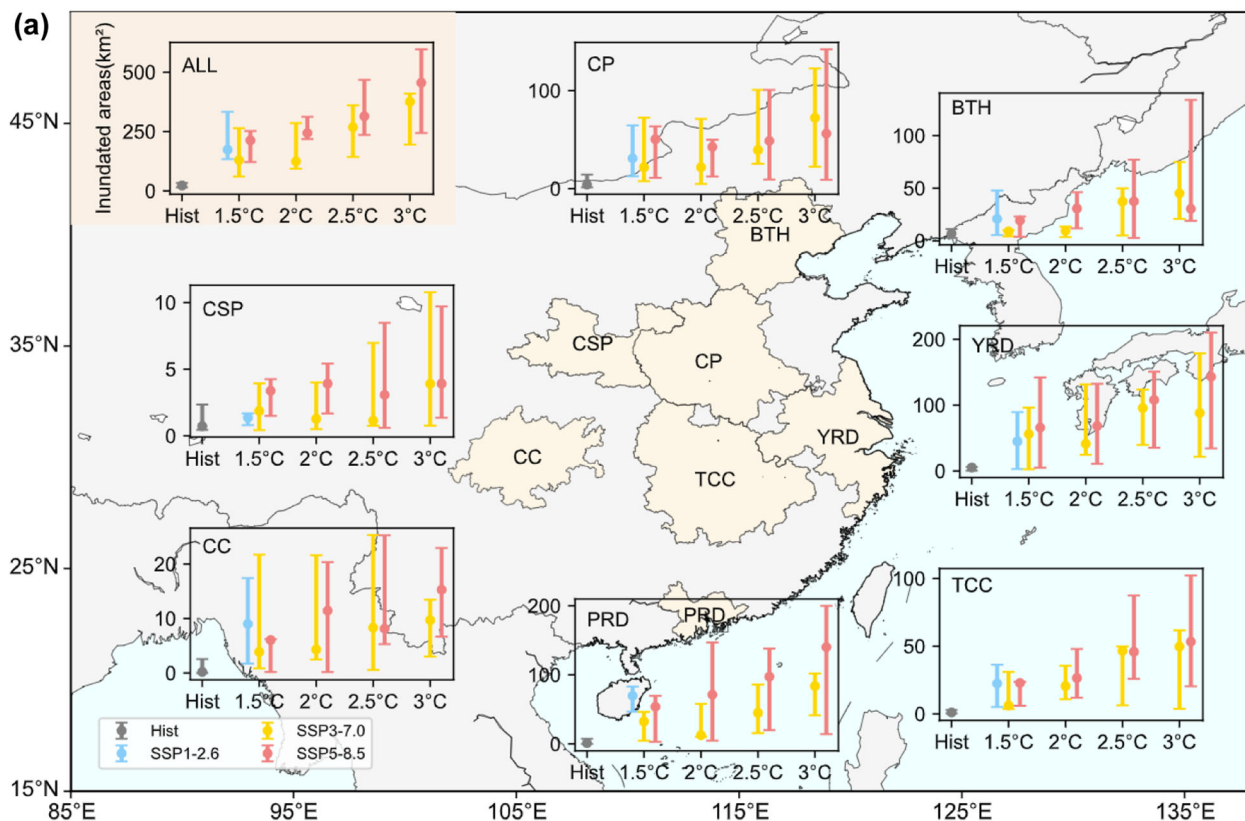 (a)
ALL
Inundated areas(km²)
500
250
0
Hist 1.5°C 2°C 2.5°C 3°C
CP
100
0
Hist 1.5°C 2°C 2.5°C 3°C
BTH
100
50
0
Hist 1.5°C 2°C 2.5°C 3°C
CSP
10
5
0
Hist 1.5°C 2°C 2.5°C 3°C
YRD
200
100
0
Hist 1.5°C 2°C 2.5°C 3°C
CC
20
10
0
Hist 1.5°C 2°C 2.5°C 3°C
PRD
200
100
0
Hist 1.5°C 2°C 2.5°C 3°C
TCC
100
50
0
Hist 1.5°C 2°C 2.5°C 3°C
BTH
CSP
CP
YRD
CC
TCC
PRD
Hist
SSP1-2.6
SSP3-7.0
SSP5-8.5
45°N
35°N
25°N
15°N
85°E 95°E 105°E 115°E 125°E 135°E